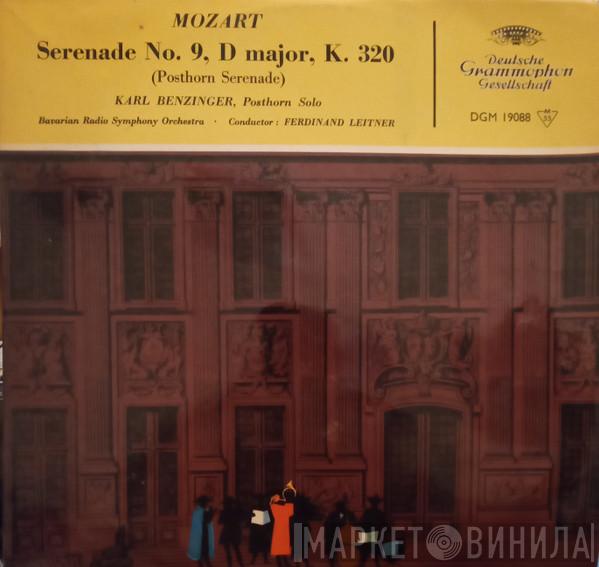 MOZART
Serenade No. 9, D major, K. 320
(Posthorn Serenade)
KARL BENZINGER, Posthorn Solo
Bavarian Radio Symphony Orchestra · Conductor: FERDINAND LEITNER
Deutsche
Grammophon
Gesellschaft
DGM 19088 M 55
МАРКЕТ ВИНИЛА